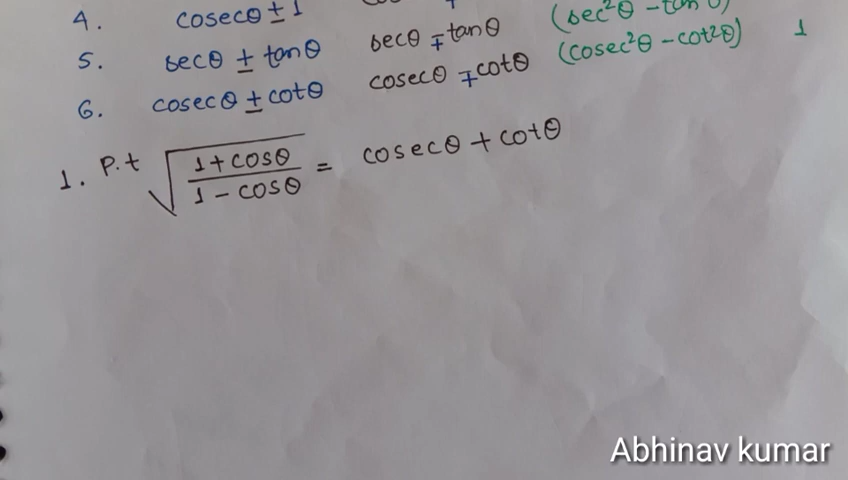 4. cosecθ ± 1
5. secθ ± tanθ secθ ∓ tanθ (sec²θ - tan²θ)
6. cosecθ ± cotθ cosecθ ∓ cotθ (cosec²θ - cot²θ) 1
1. P.t √((1 + cosθ)/(1 - cosθ)) = cosecθ + cotθ
Abhinav kumar